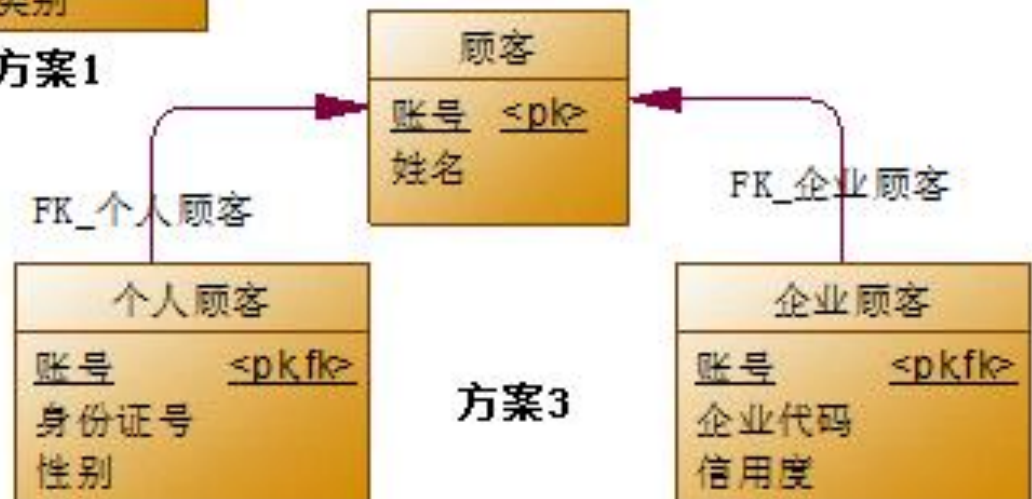 类别
方案1
顾客
账号 <pk>
姓名
FK_个人顾客
FK_企业顾客
个人顾客
账号 <pk,fk>
身份证号
性别
方案3
企业顾客
账号 <pk,fk>
企业代码
信用度